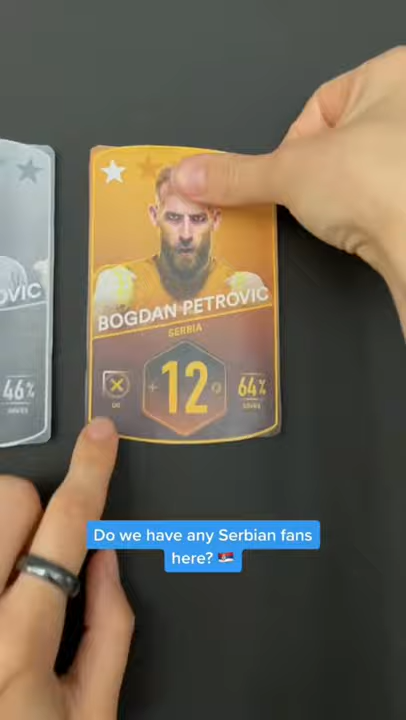 OVIC
46%
BOGDAN PETROVIC
SERBIA
12
64%
Do we have any Serbian fans
here? 🇷🇸